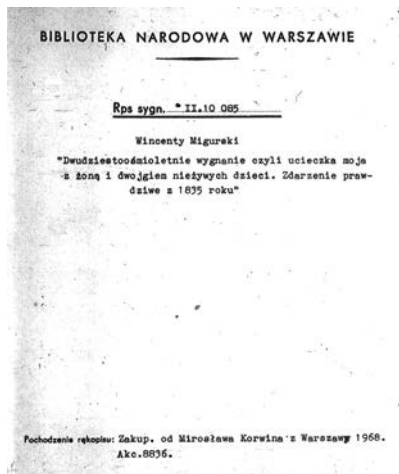 BIBLIOTEKA NARODOWA W WARSZAWIE
Rps sygn. II.10 085
Wincenty Migurski
"Dwudziestoośmioletnie wygnanie czyli ucieczka moja
z żoną i dwojgiem nieżywych dzieci. Zdarzenie praw-
dziwe z 1835 roku"
Pochodzenie rękopisu: Zakup. od Mirosława Korwina z Warszawy 1968.
Akc.8836.